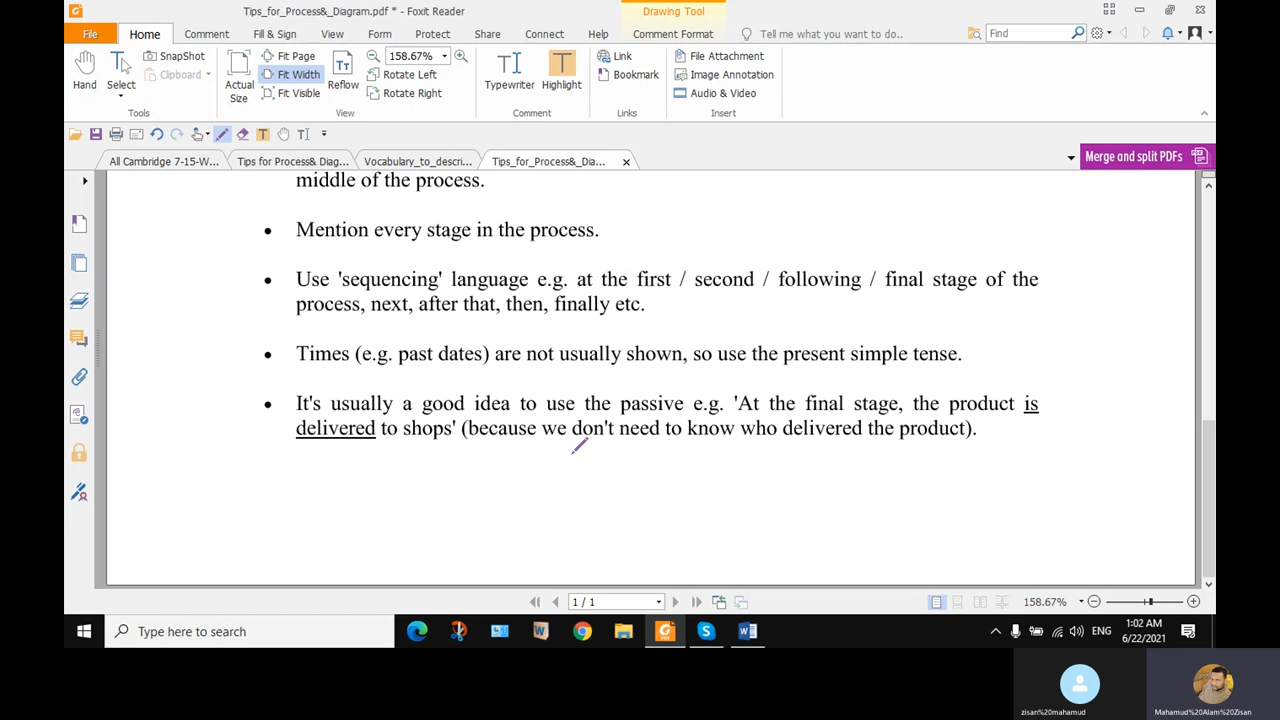 Tips_for_Process&_Diagram.pdf * - Foxit Reader
Drawing Tool
File Home Comment Fill & Sign View Form Protect Share Connect Help Comment Format Tell me what you want to do.. Find
SnapShot Fit Page 158.67% Link File Attachment
Clipboard Fit Width Rotate Left Bookmark Image Annotation
Hand Select Actual Size Fit Visible Reflow Rotate Right Typewriter Highlight Audio & Video
Tools View Comment Links Insert
All Cambridge 7-15-W... Tips for Process& Diagr... Vocabulary_to_descri... Tips_for_Process&_Dia... Merge and split PDFs
middle of the process.
• Mention every stage in the process.
• Use 'sequencing' language e.g. at the first / second / following / final stage of the
process, next, after that, then, finally etc.
• Times (e.g. past dates) are not usually shown, so use the present simple tense.
• It's usually a good idea to use the passive e.g. 'At the final stage, the product is
delivered to shops' (because we don't need to know who delivered the product).
1 / 1 158.67%
Type here to search ENG 1:02 AM
6/22/2021
zisan%20mahamud Mahamud%20Alam%20Zisan